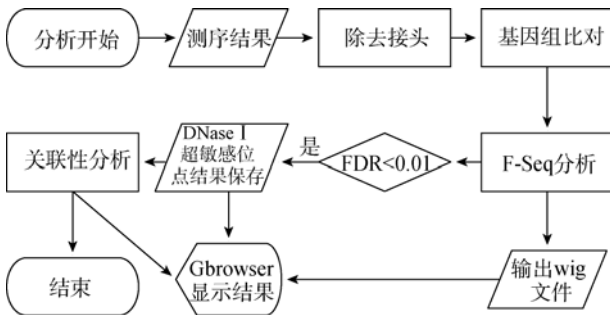 分析开始
测序结果
除去接头
基因组比对
关联性分析
DNase Ⅰ
超敏感位
点结果保存
是
FDR<0.01
F-Seq分析
结束
Gbrowser
显示结果
输出wig
文件